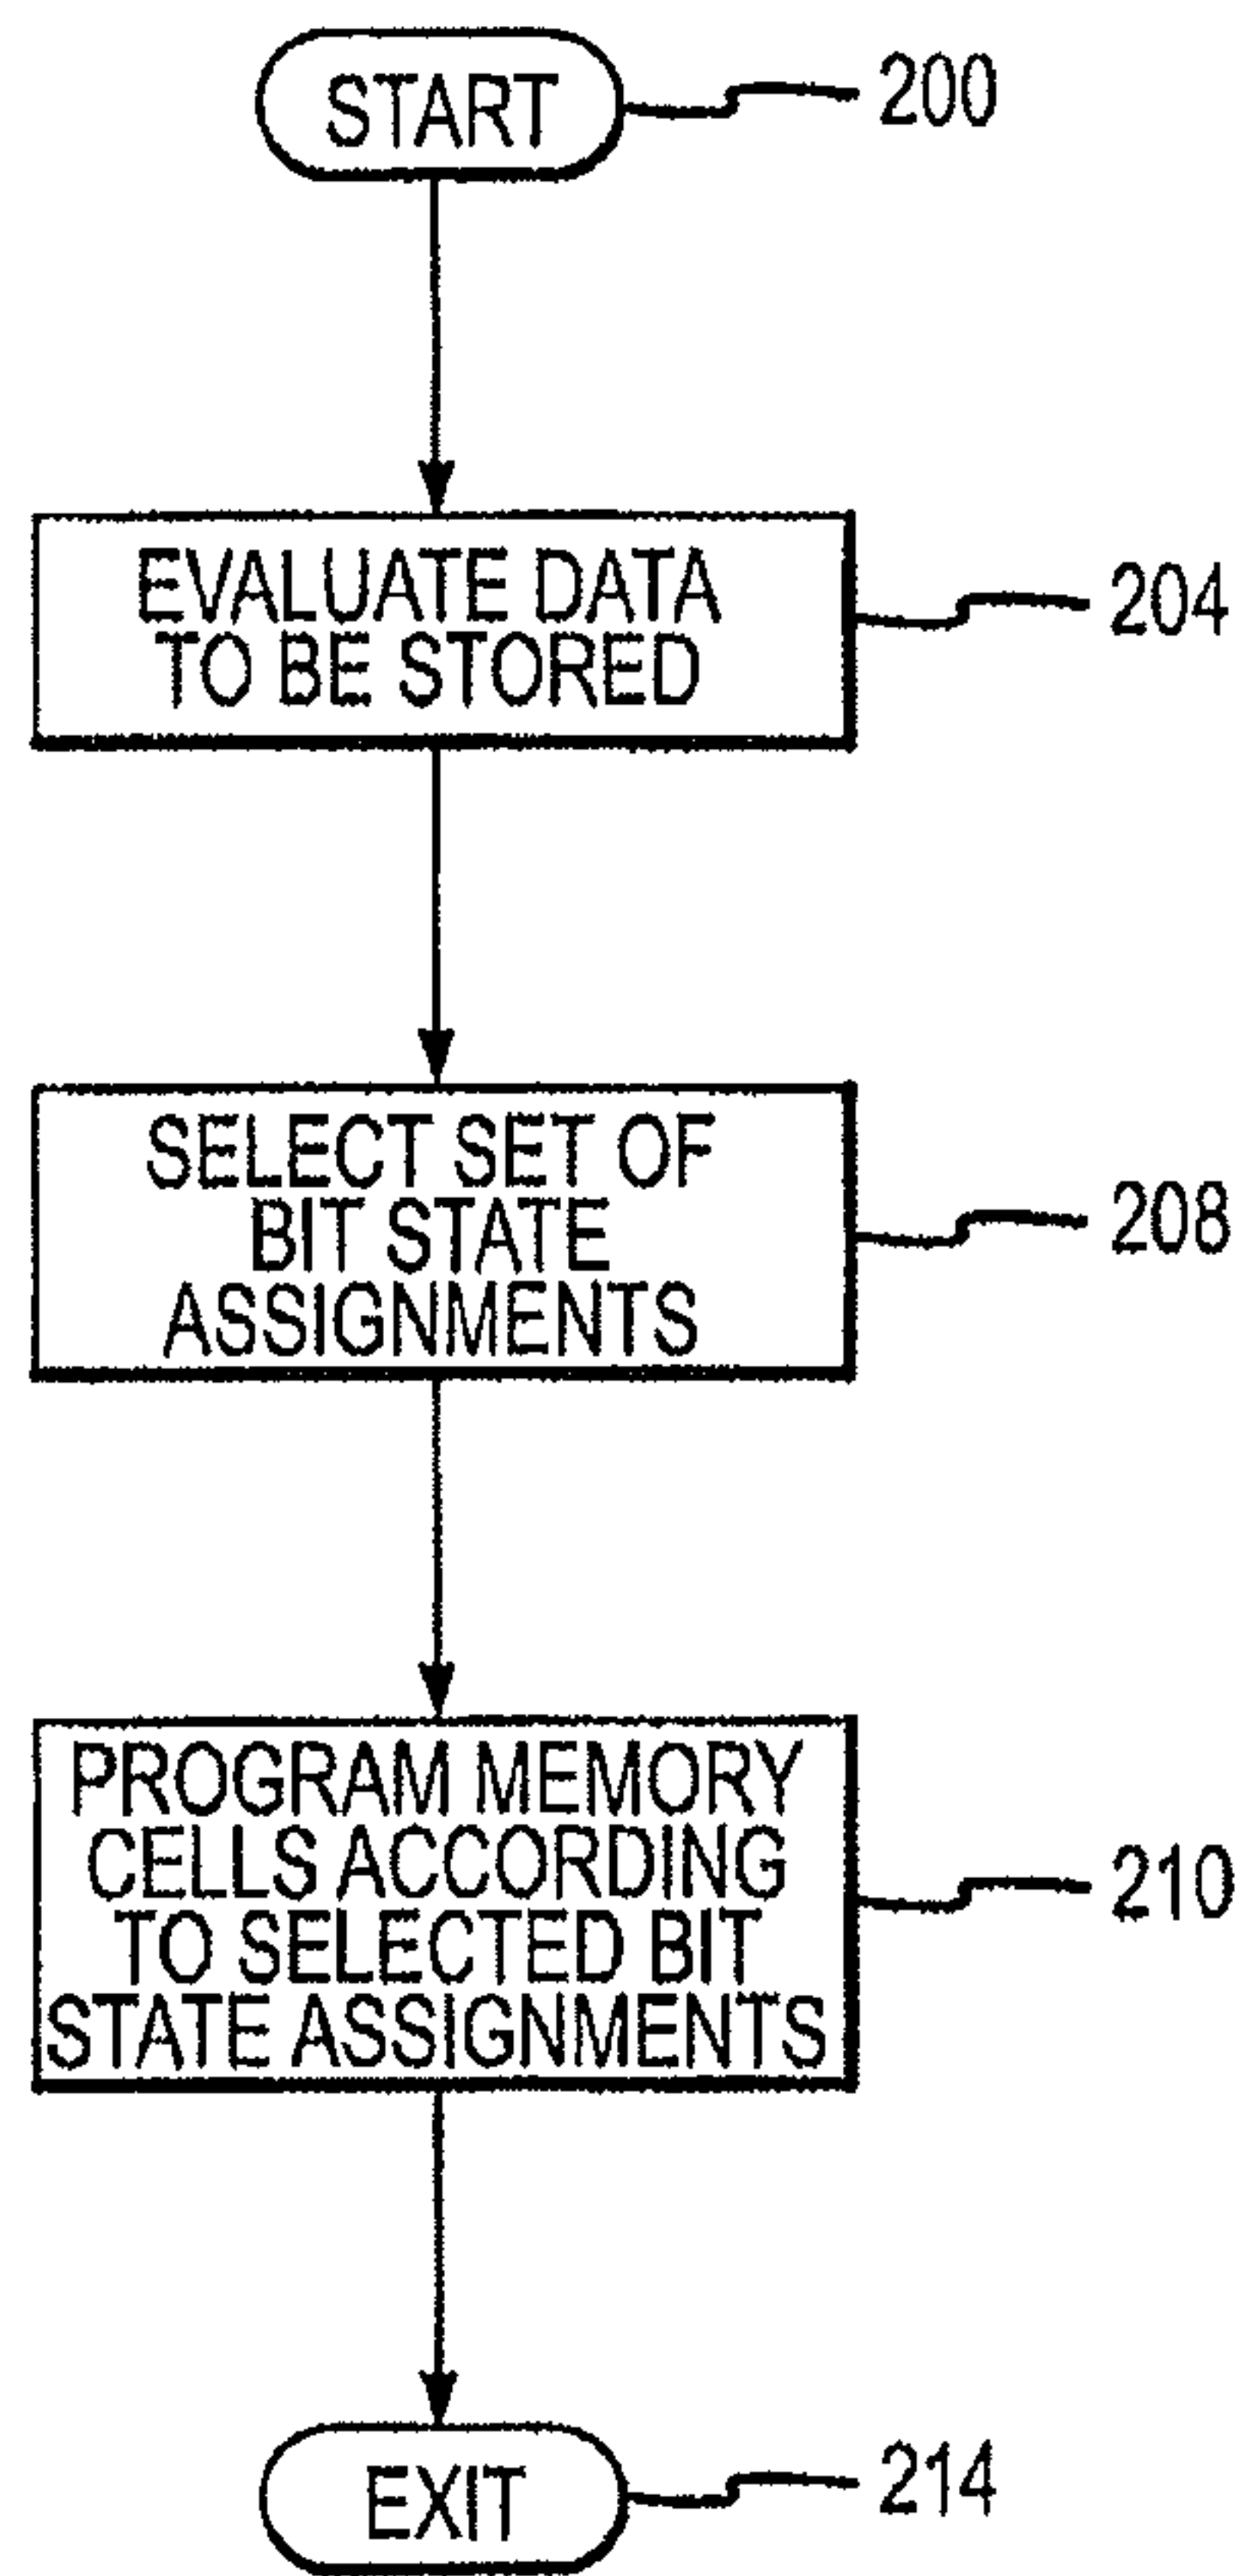 START
200
EVALUATE DATA
TO BE STORED
204
SELECT SET OF
BIT STATE
ASSIGNMENTS
208
PROGRAM MEMORY
CELLS ACCORDING
TO SELECTED BIT
STATE ASSIGNMENTS
210
EXIT
214